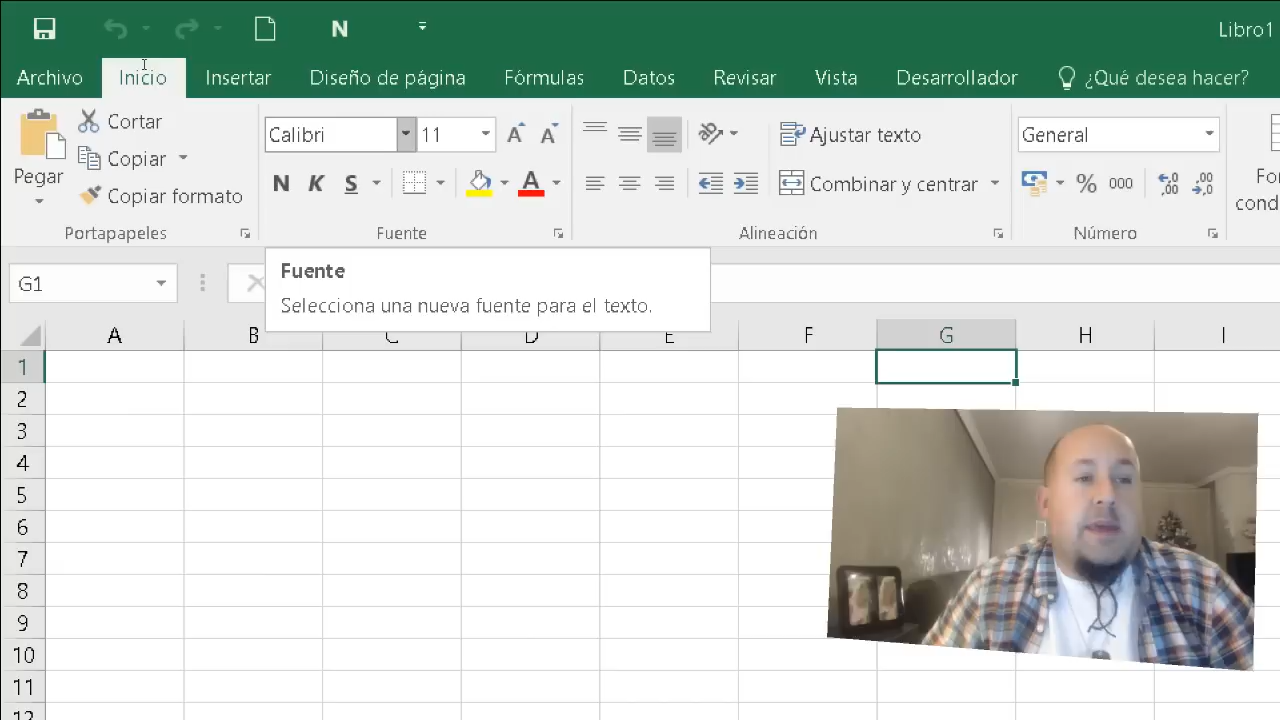 N
Libro1
Archivo Inicio Insertar Diseño de página Fórmulas Datos Revisar Vista Desarrollador ¿Qué desea hacer?
Pegar
Cortar
Copiar
Copiar formato
Portapapeles
Calibri 11
N K S A
Fuente
Ajustar texto
Combinar y centrar
Alineación
General
% 000 ,00
Número
G1
Fuente
Selecciona una nueva fuente para el texto.
A B C D E F G H I
1
2
3
4
5
6
7
8
9
10
11
12